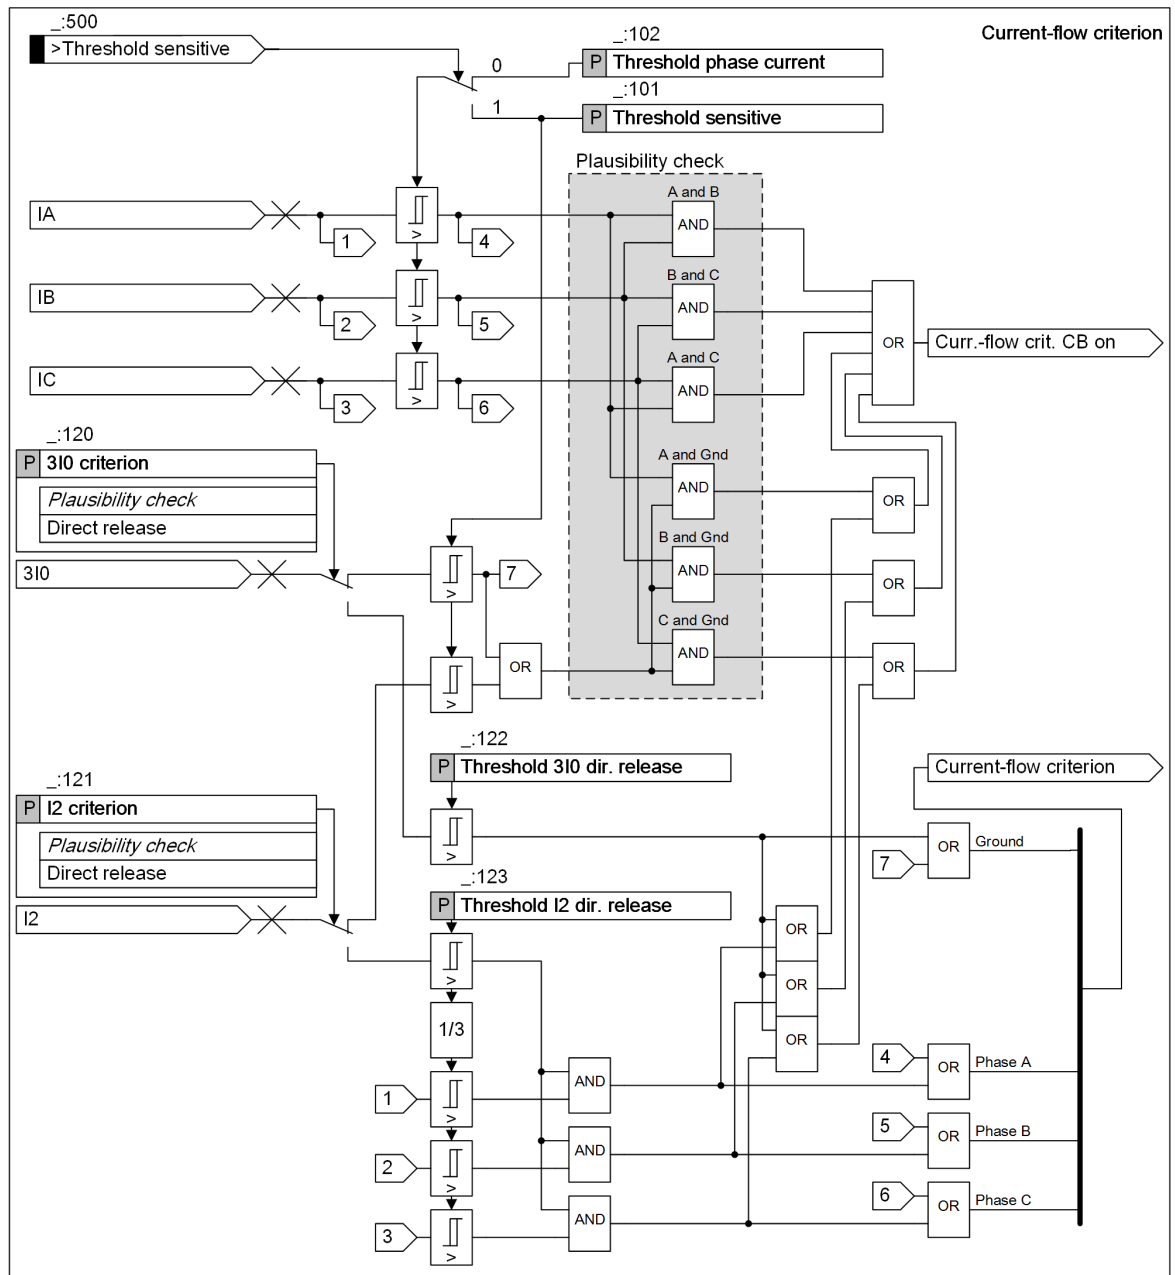 _:500
>Threshold sensitive
Current-flow criterion
_:102
0
P Threshold phase current
_:101
1
P Threshold sensitive
Plausibility check
A and B
IA
AND
1
4
B and C
IB
AND
2
5
OR
Curr.-flow crit. CB on
A and C
IC
AND
3
6
_:120
P 3I0 criterion
Plausibility check
Direct release
A and Gnd
AND
OR
B and Gnd
3I0
7
AND
OR
C and Gnd
OR
AND
OR
_:122
P Threshold 3I0 dir. release
Current-flow criterion
_:121
P I2 criterion
Plausibility check
Direct release
OR
Ground
7
_:123
P Threshold I2 dir. release
I2
OR
OR
1/3
OR
4
OR
Phase A
1
AND
5
OR
Phase B
2
AND
6
OR
Phase C
3
AND
>
>
>
>
>
>
>
>
>
>